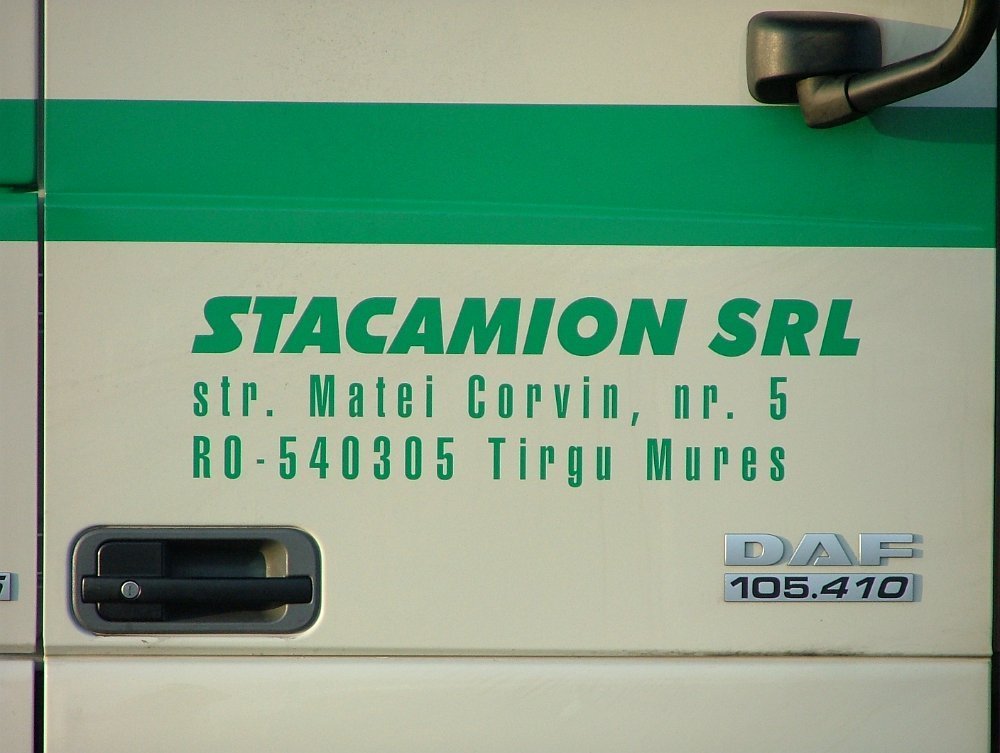 STACAMION SRL
str. Matei Corvin, nr. 5
RO-540305 Tirgu Mures
DAF
105.410